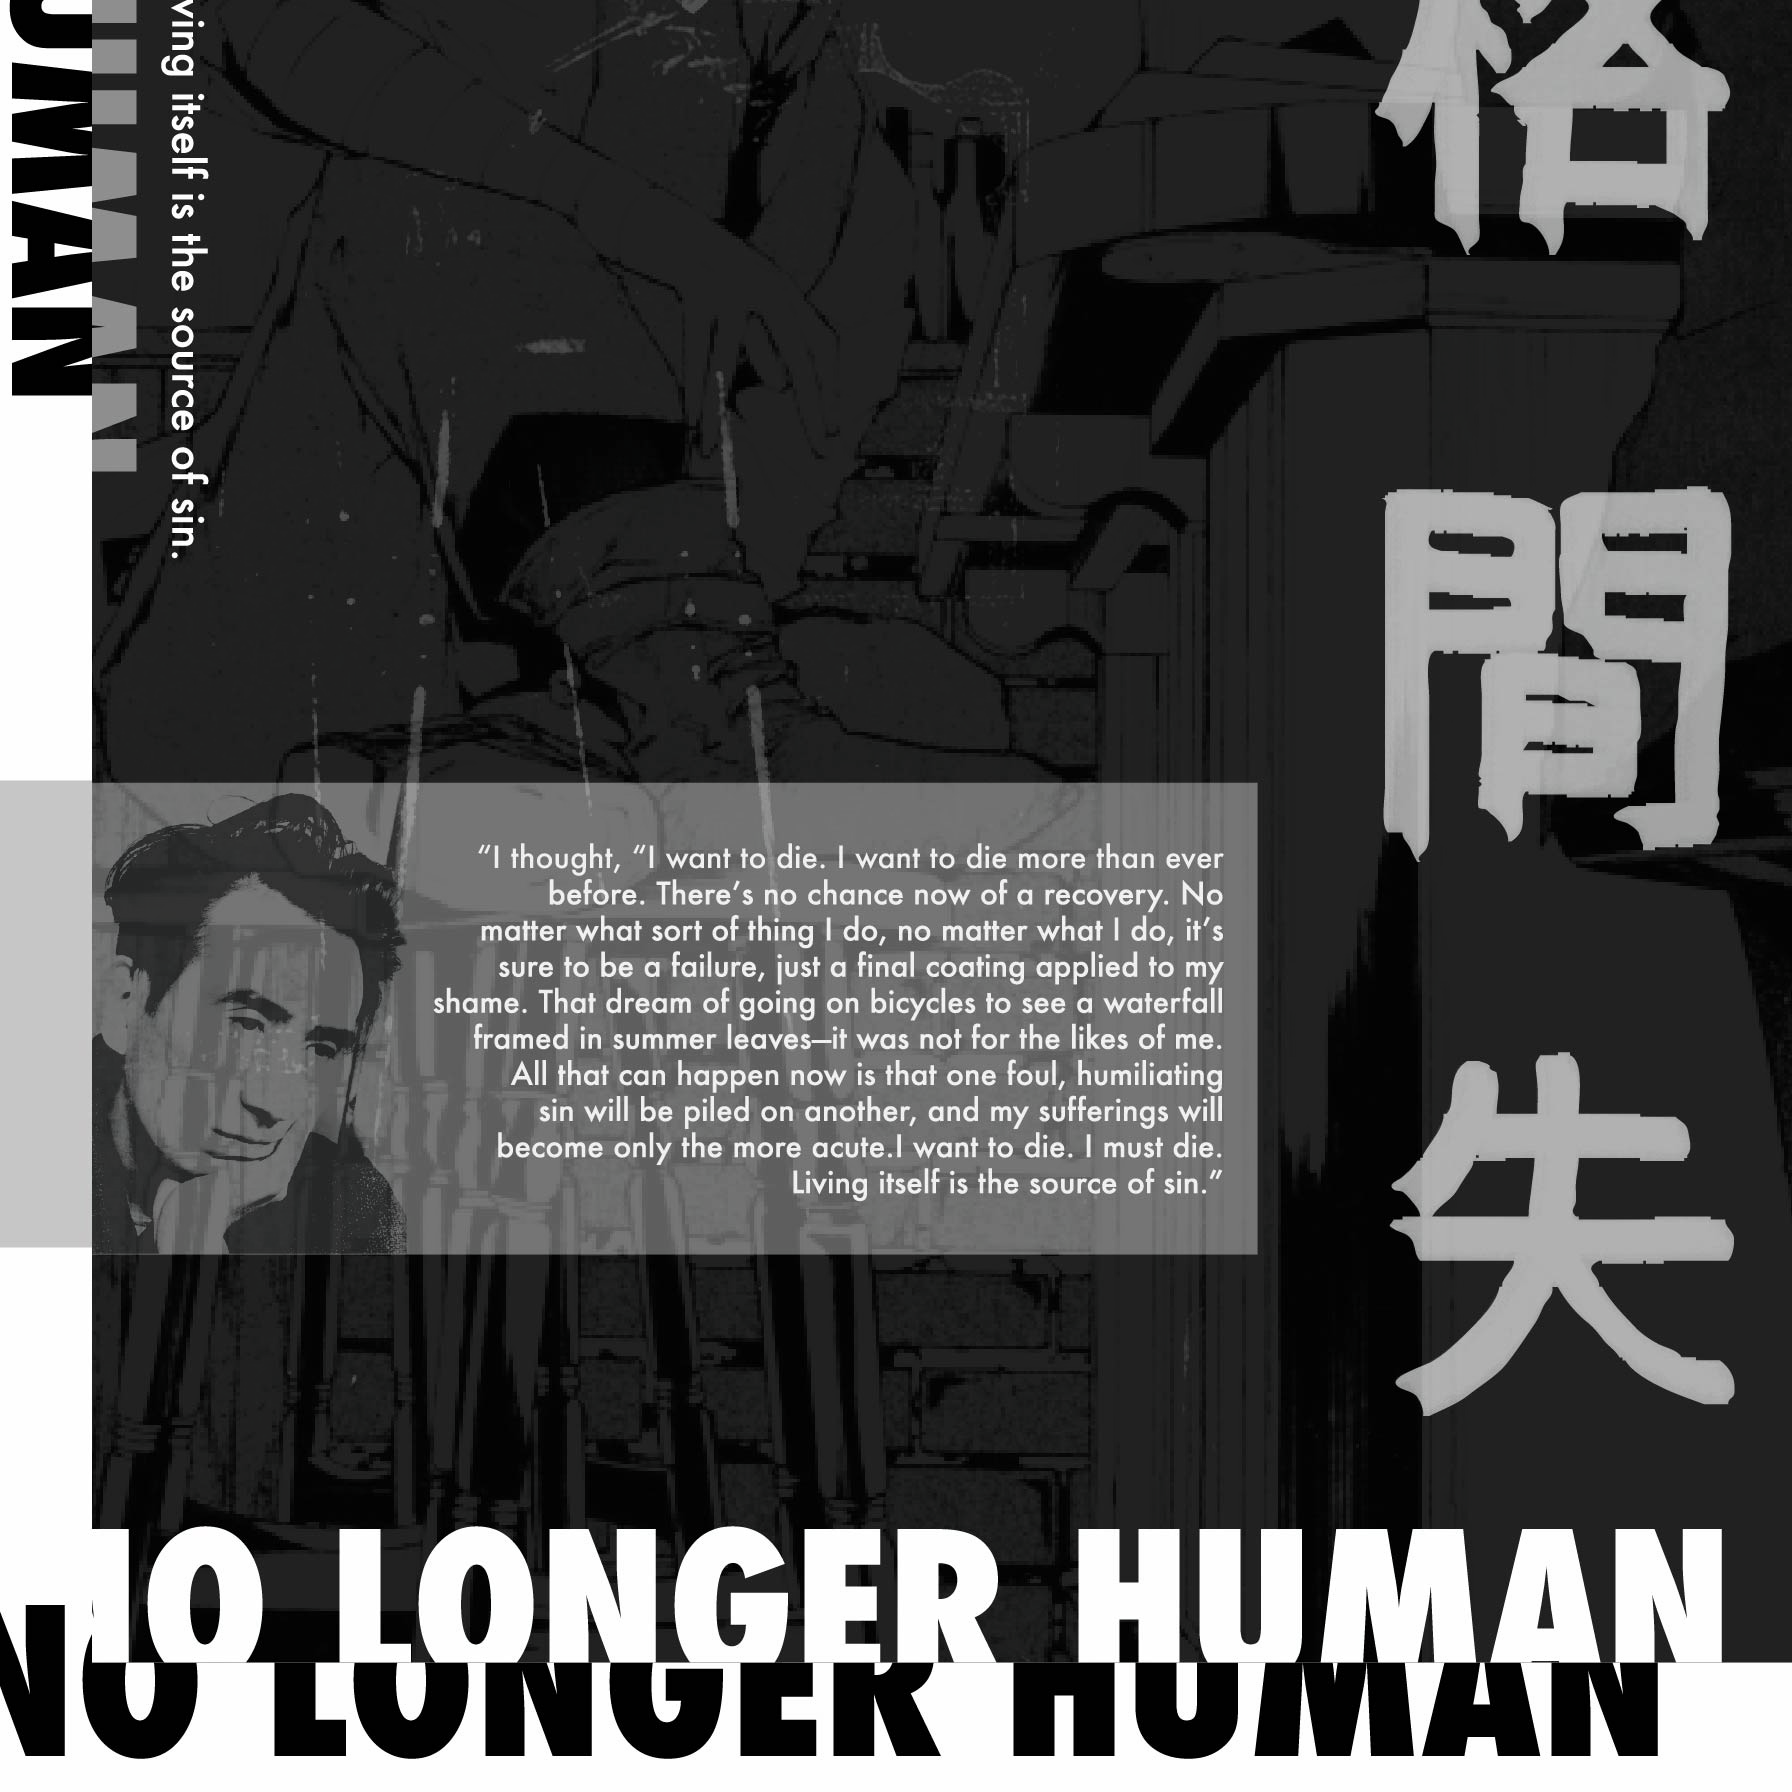 UMAN
HUMAN
ving itself is the source of sin.
格
間
失
“I thought, “I want to die. I want to die more than ever
before. There’s no chance now of a recovery. No
matter what sort of thing I do, no matter what I do, it’s
sure to be a failure, just a final coating applied to my
shame. That dream of going on bicycles to see a waterfall
framed in summer leaves—it was not for the likes of me.
All that can happen now is that one foul, humiliating
sin will be piled on another, and my sufferings will
become only the more acute.I want to die. I must die.
Living itself is the source of sin.”
NO LONGER HUMAN
NO LONGER HUMAN